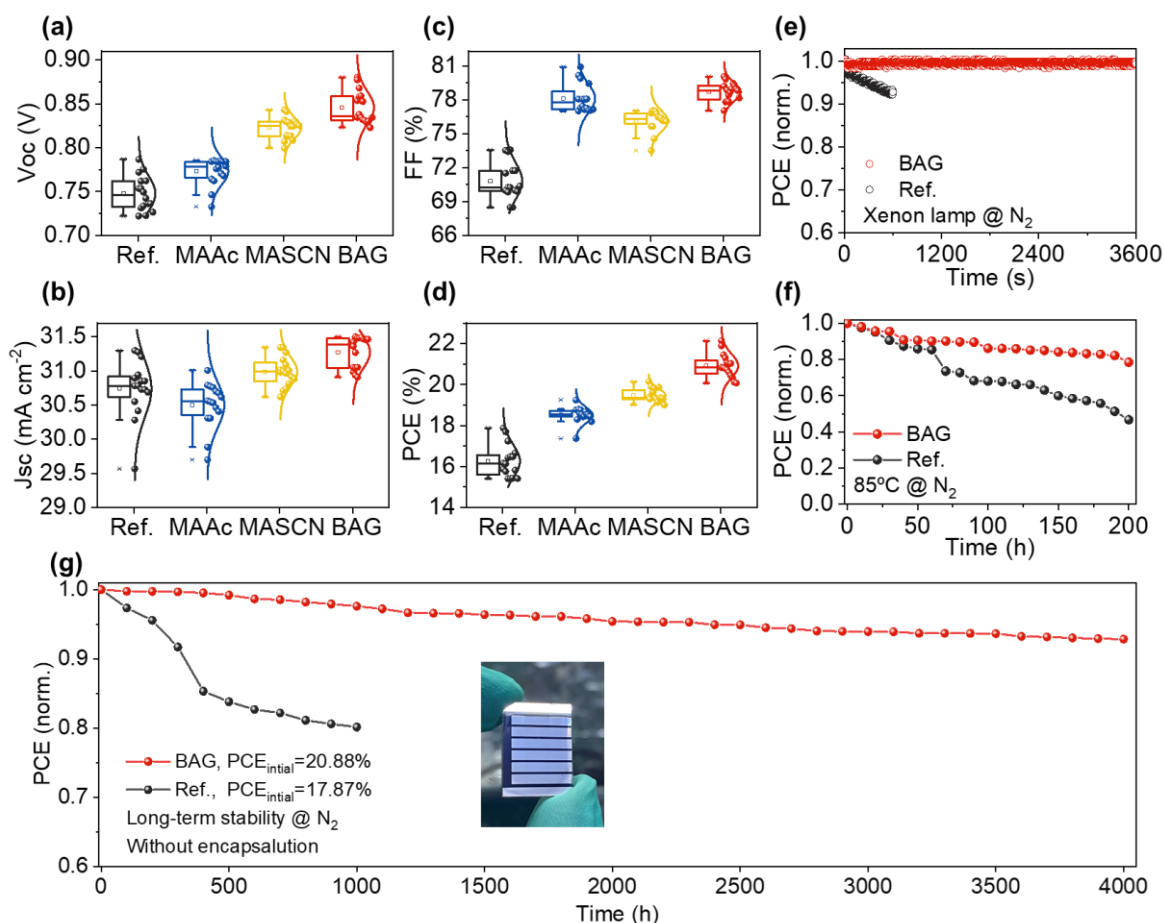 (a)
Voc (V)
0.90
0.85
0.80
0.75
0.70
Ref. MAAc MASCN BAG
(c)
FF (%)
81
78
75
72
69
66
Ref. MAAc MASCN BAG
(e)
PCE (norm.)
1.0
0.9
0.8
0.7
0.6
BAG
Ref.
Xenon lamp @ N₂
0 1200 2400 3600
Time (s)
(b)
Jsc (mA cm⁻²)
31.5
31.0
30.5
30.0
29.5
29.0
Ref. MAAc MASCN BAG
(d)
PCE (%)
22
20
18
16
14
Ref. MAAc MASCN BAG
(f)
PCE (norm.)
1.0
0.8
0.6
0.4
0.2
0.0
BAG
Ref.
85ºC @ N₂
0 50 100 150 200
Time (h)
(g)
PCE (norm.)
1.0
0.9
0.8
0.7
0.6
BAG, PCEintial=20.88%
Ref., PCEintial=17.87%
Long-term stability @ N₂
Without encapsalution
0 500 1000 1500 2000 2500 3000 3500 4000
Time (h)